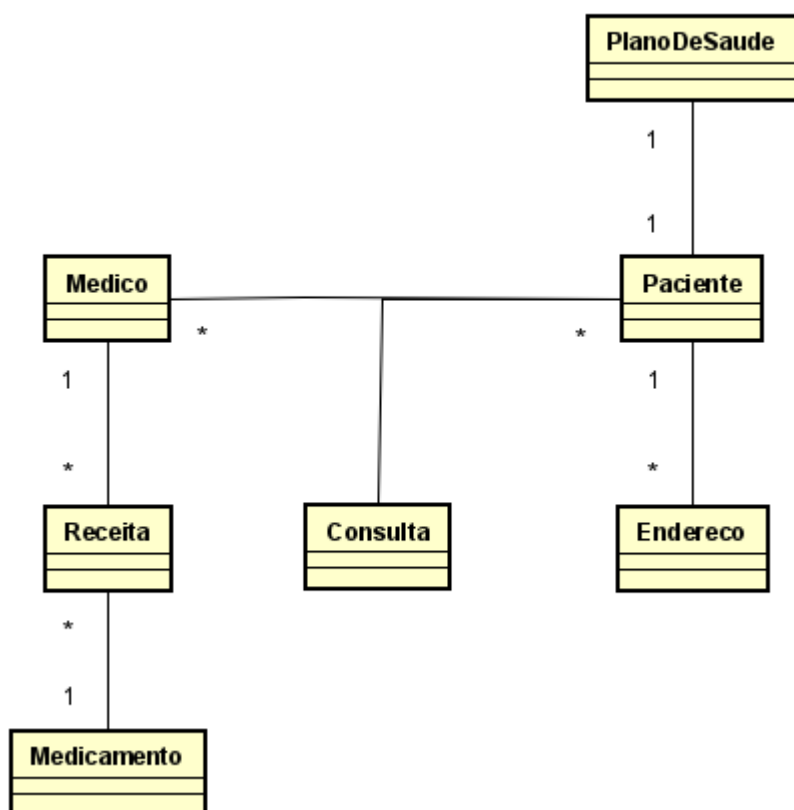 PlanoDeSaude
1
1
Medico
Paciente
*
*
1
1
*
*
Receita
Consulta
Endereco
*
1
Medicamento